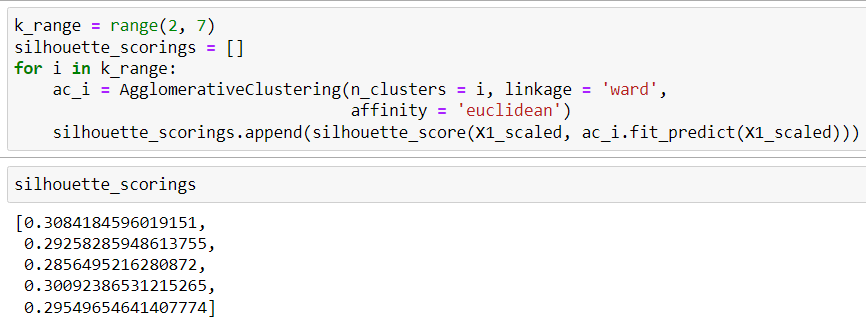 k_range = range(2, 7)
silhouette_scorings = []
for i in k_range:
    ac_i = AgglomerativeClustering(n_clusters = i, linkage = 'ward',
                                   affinity = 'euclidean')
    silhouette_scorings.append(silhouette_score(X1_scaled, ac_i.fit_predict(X1_scaled)))
silhouette_scorings
[0.3084184596019151,
 0.29258285948613755,
 0.2856495216280872,
 0.30092386531215265,
 0.29549654641407774]